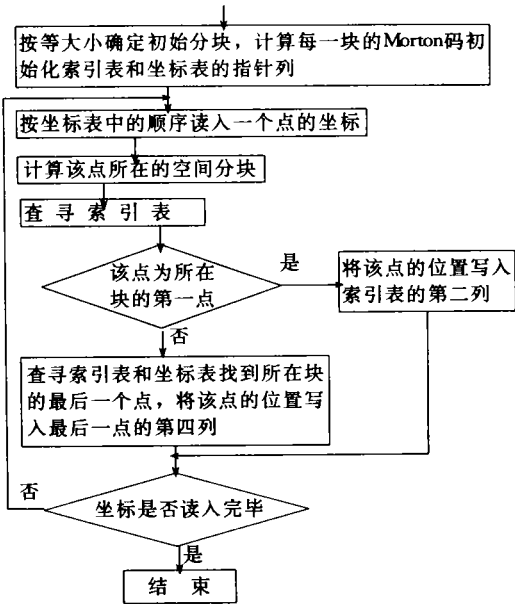 按等大小确定初始分块，计算每一块的Morton码初
始化索引表和坐标表的指针列
按坐标表中的顺序读入一个点的坐标
计算该点所在的空间分块
查寻索引表
该点为所在
块的第一点
是
将该点的位置写入
索引表的第二列
否
查寻索引表和坐标表找到所在块
的最后一个点，将该点的位置写
入最后一点的第四列
否
坐标是否读入完毕
是
结束